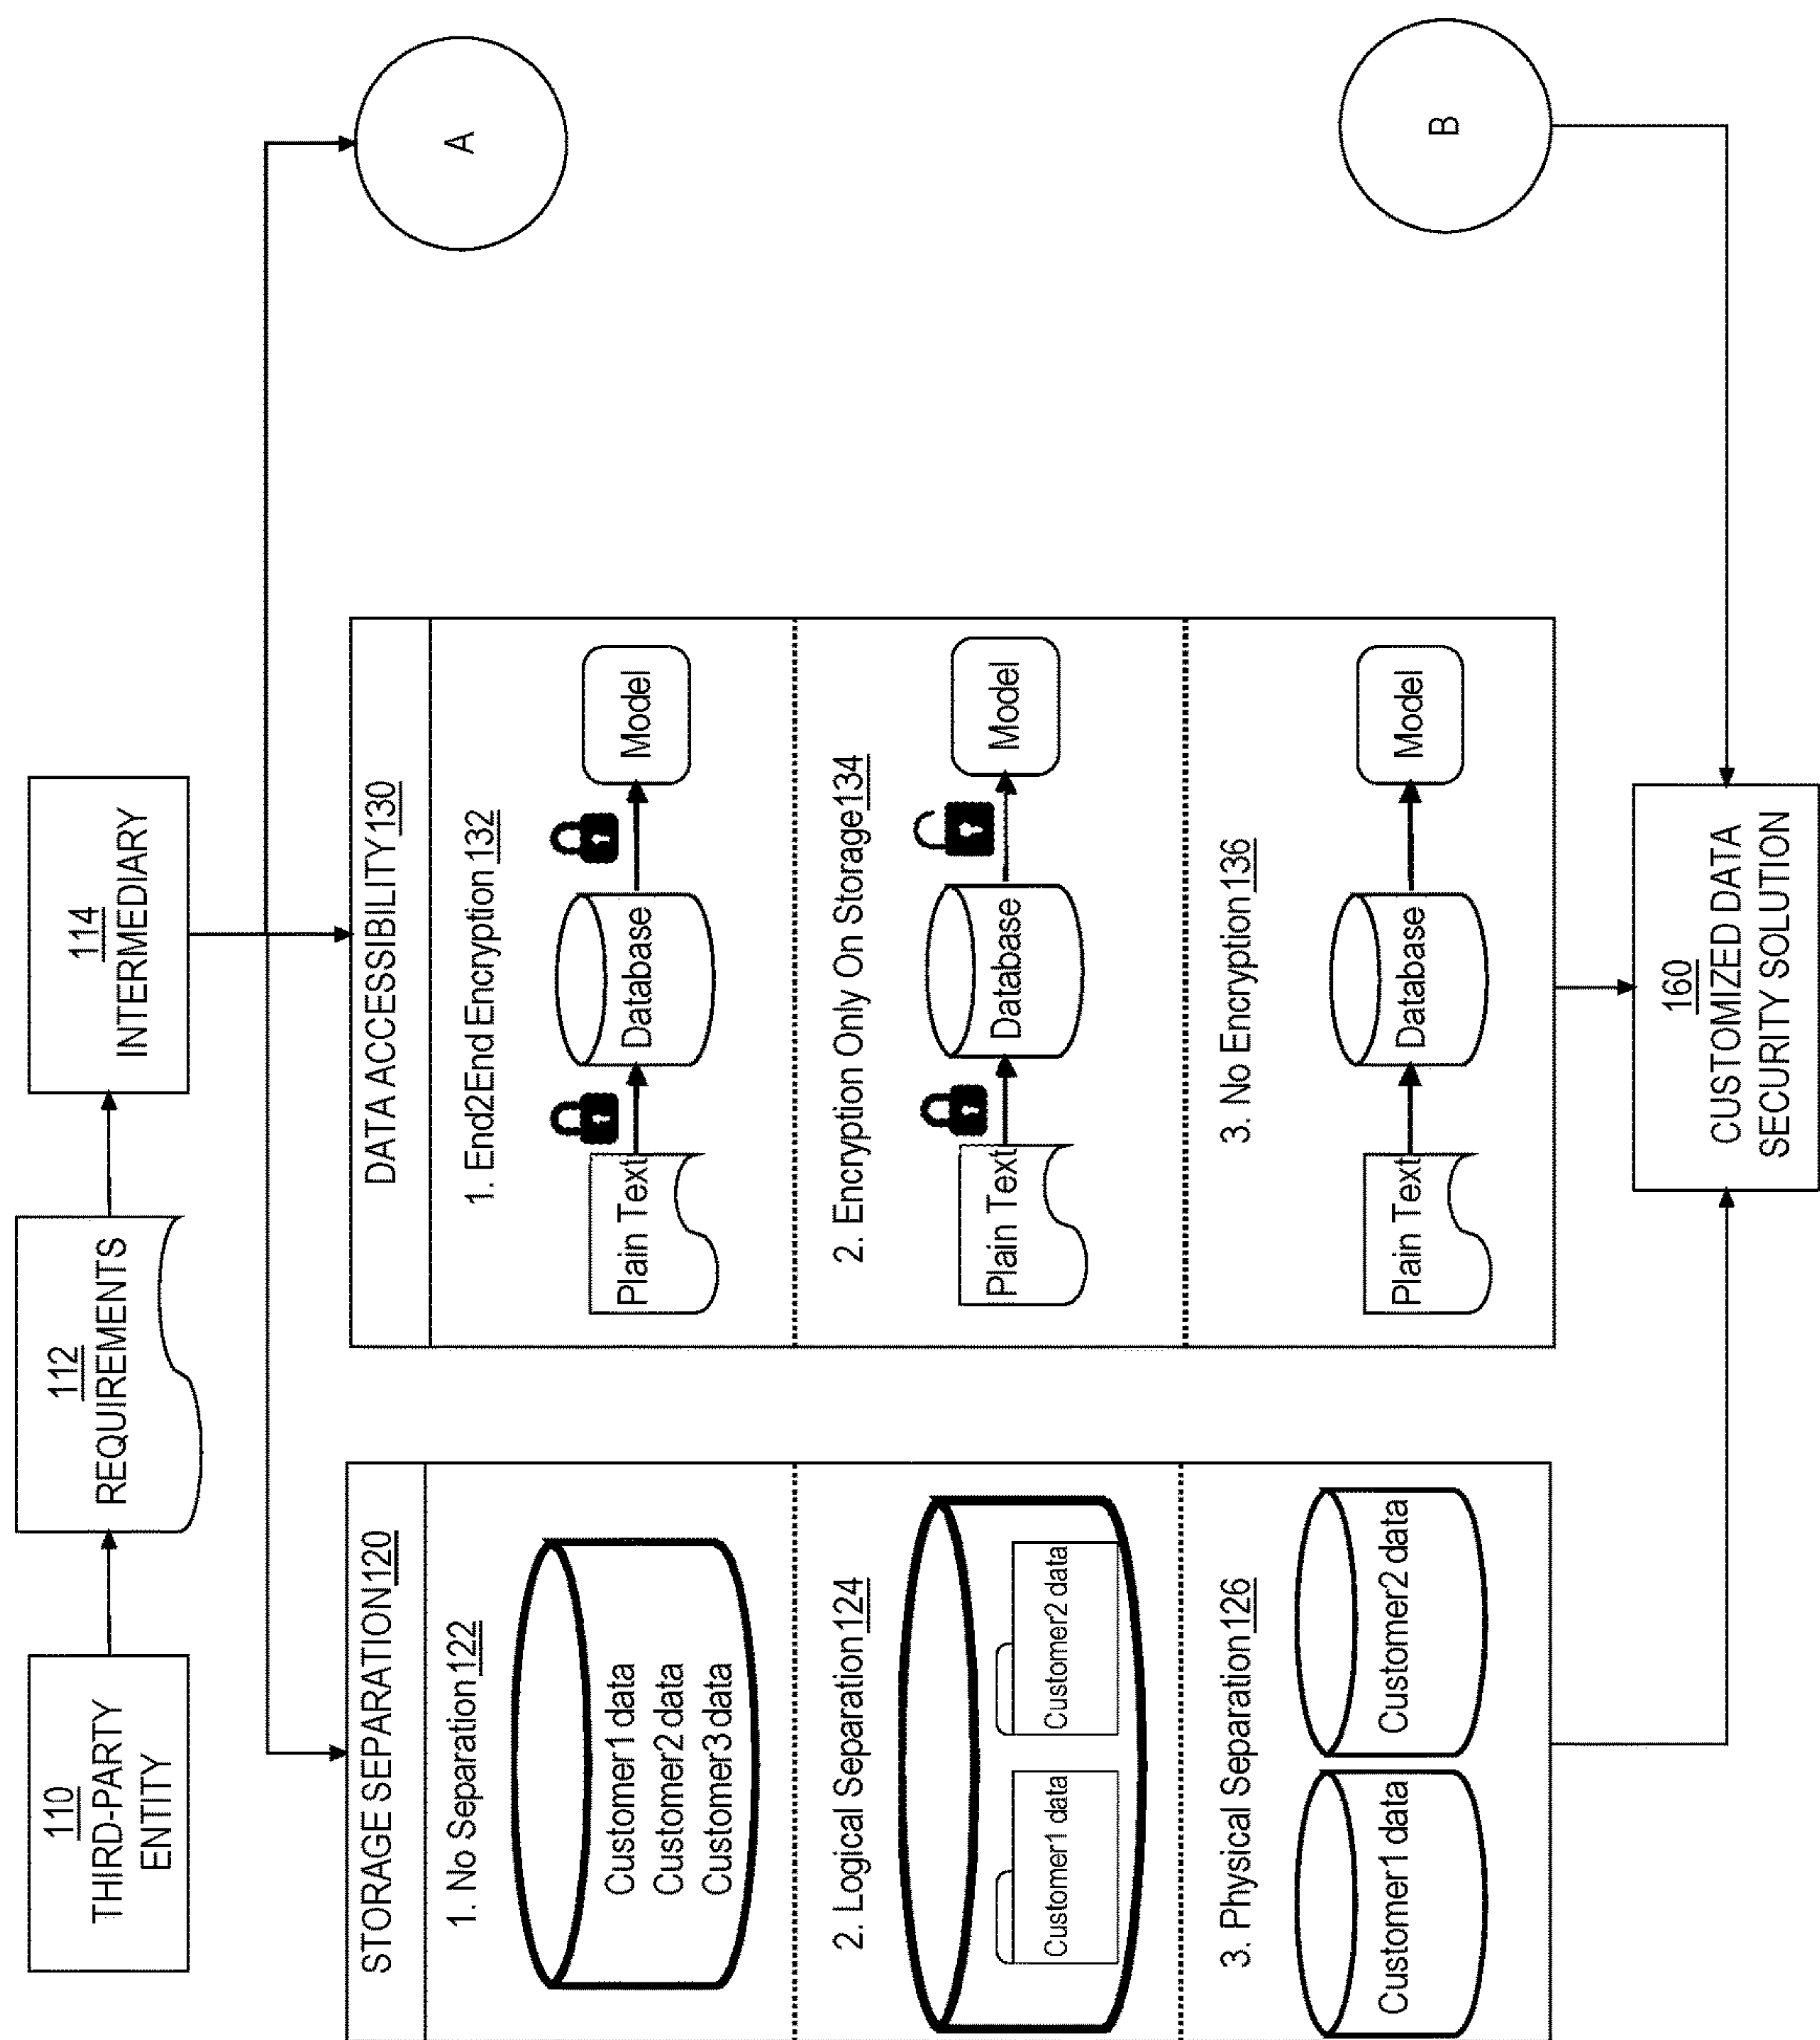 110
THIRD-PARTY
ENTITY
112
REQUIREMENTS
114
INTERMEDIARY
A
STORAGE SEPARATION 120
1. No Separation 122
Customer1 data
Customer2 data
Customer3 data
2. Logical Separation 124
Customer1 data
Customer2 data
3. Physical Separation 126
Customer1 data
Customer2 data
DATA ACCESSIBILITY 130
1. End2End Encryption 132
Plain Text
Database
Model
2. Encryption Only On Storage 134
Plain Text
Database
Model
3. No Encryption 136
Plain Text
Database
Model
B
160
CUSTOMIZED DATA
SECURITY SOLUTION